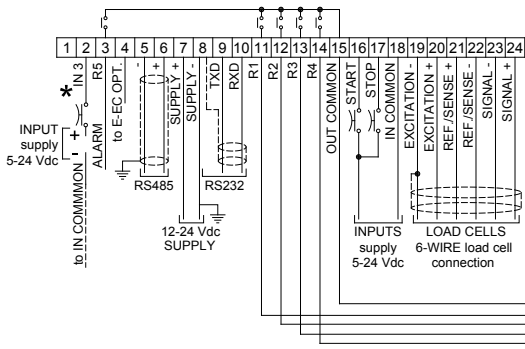 1 2 3 4 5 6 7 8 9 10 11 12 13 14 15 16 17 18 19 20 21 22 23 24
* IN 3
R5
ALARM
to E-EC OPT.
-
+
SUPPLY +
SUPPLY -
TXD
RXD
R1
R2
R3
R4
OUT COMMON
START
STOP
IN COMMON
EXCITATION -
EXCITATION +
REF./SENSE +
REF./SENSE -
SIGNAL -
SIGNAL +
INPUT
supply
5-24 Vdc
+
-
to IN COMMMON
RS485
RS232
12-24 Vdc
SUPPLY
INPUTS
supply
5-24 Vdc
LOAD CELLS
6-WIRE load cell
connection